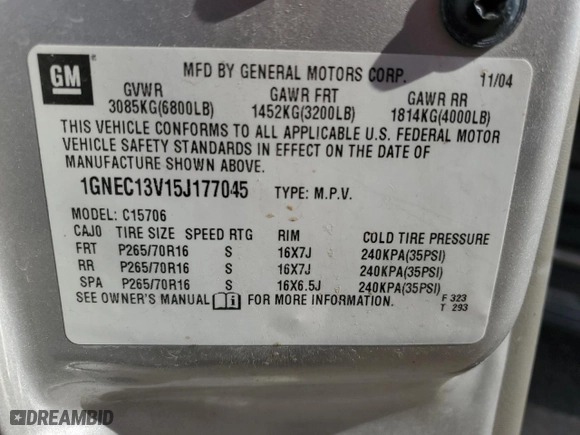 GM
MFD BY GENERAL MOTORS CORP. 11/04
GVWR GAWR FRT GAWR RR
3085KG(6800LB) 1452KG(3200LB) 1814KG(4000LB)
THIS VEHICLE CONFORMS TO ALL APPLICABLE U.S. FEDERAL MOTOR
VEHICLE SAFETY STANDARDS IN EFFECT ON THE DATE OF
MANUFACTURE SHOWN ABOVE.
1GNEC13V15J177045 TYPE: M.P.V.
MODEL: C15706
CAJO TIRE SIZE SPEED RTG RIM COLD TIRE PRESSURE
FRT P265/70R16 S 16X7J 240KPA(35PSI)
RR P265/70R16 S 16X7J 240KPA(35PSI)
SPA P265/70R16 S 16X6.5J 240KPA(35PSI)
SEE OWNER'S MANUAL i FOR MORE INFORMATION.
F 323
T 293
DREAMBID